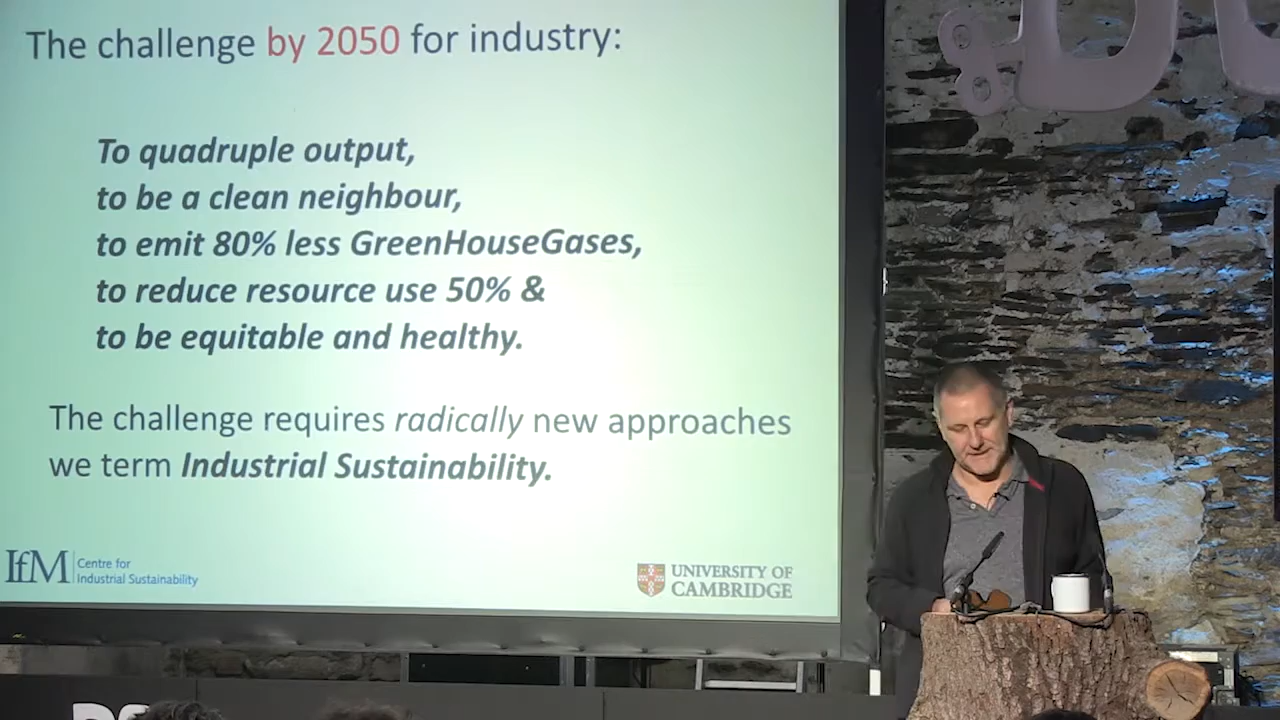 The challenge by 2050 for industry:
To quadruple output,
to be a clean neighbour,
to emit 80% less GreenHouseGases,
to reduce resource use 50% &
to be equitable and healthy.
The challenge requires radically new approaches
we term Industrial Sustainability.
IfM
Centre for
Industrial Sustainability
UNIVERSITY OF
CAMBRIDGE